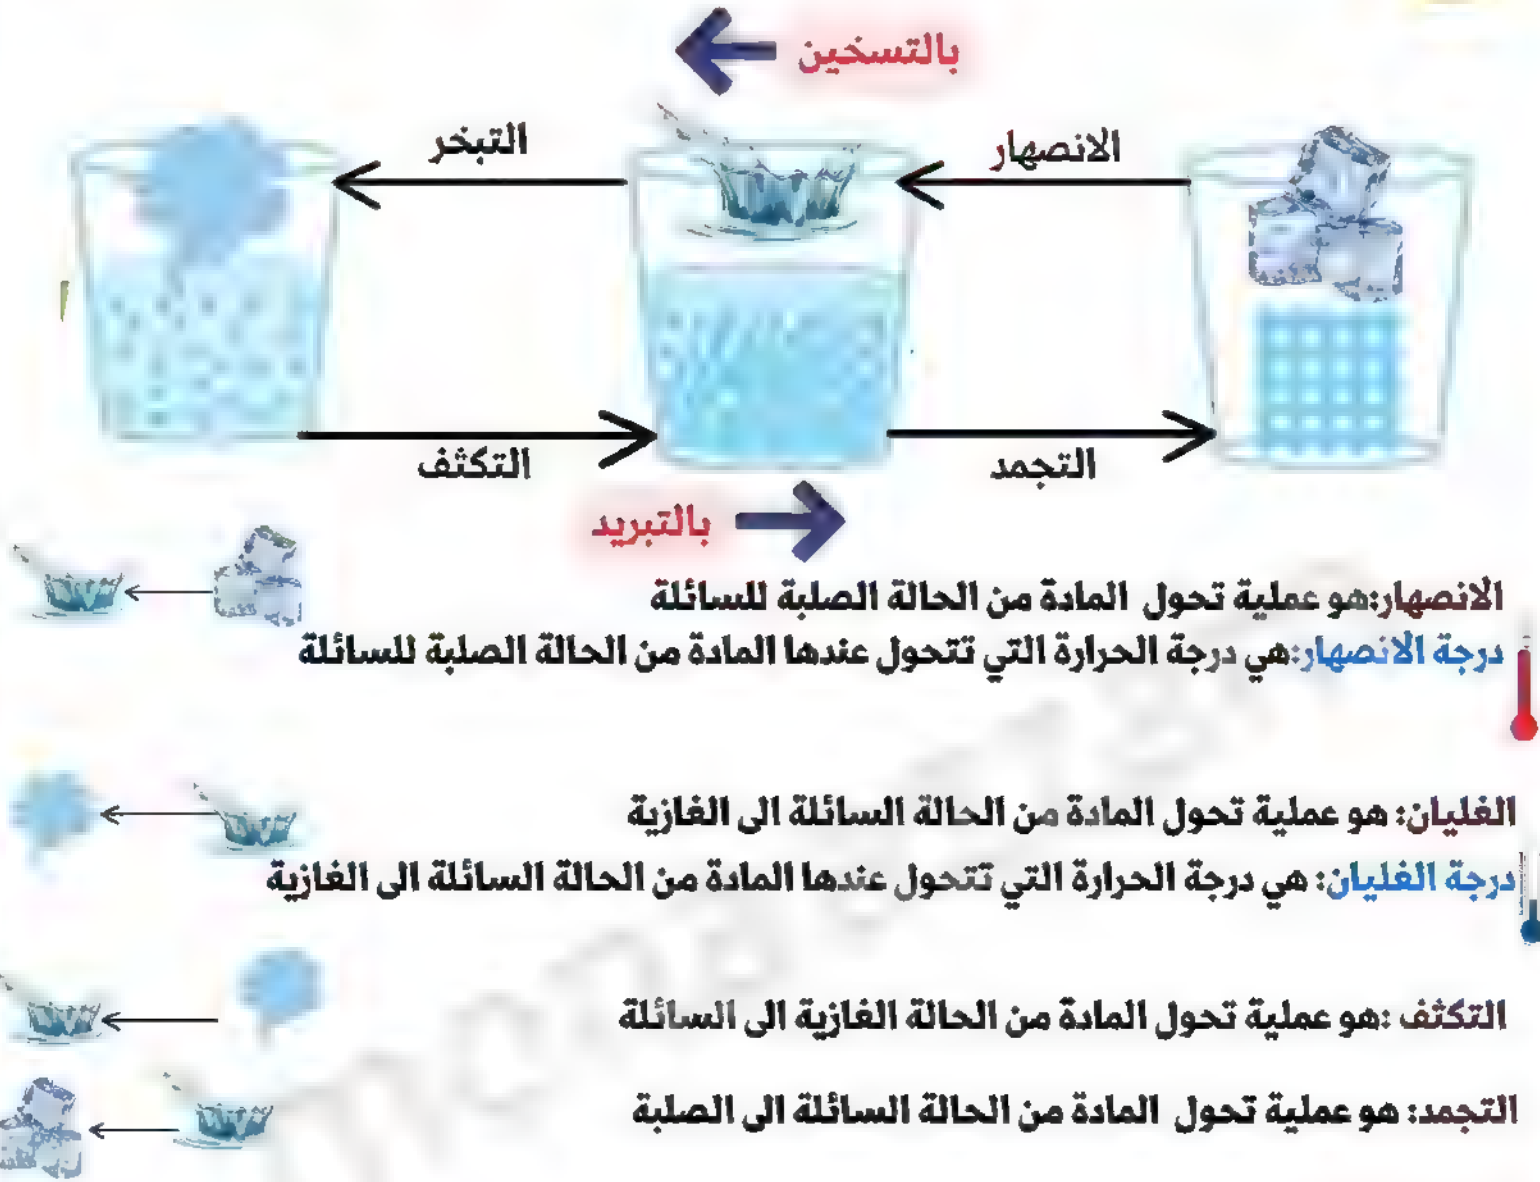 بالتسخين
الانصهار
التبخر
التجمد
التكثف
بالتبريد
الانصهار:هو عملية تحول المادة من الحالة الصلبة للسائلة
درجة الانصهار:هي درجة الحرارة التي تتحول عندها المادة من الحالة الصلبة للسائلة
الغليان: هو عملية تحول المادة من الحالة السائلة الى الغازية
درجة الغليان: هي درجة الحرارة التي تتحول عندها المادة من الحالة السائلة الى الغازية
التكثف :هو عملية تحول المادة من الحالة الغازية الى السائلة
التجمد: هو عملية تحول المادة من الحالة السائلة الى الصلبة